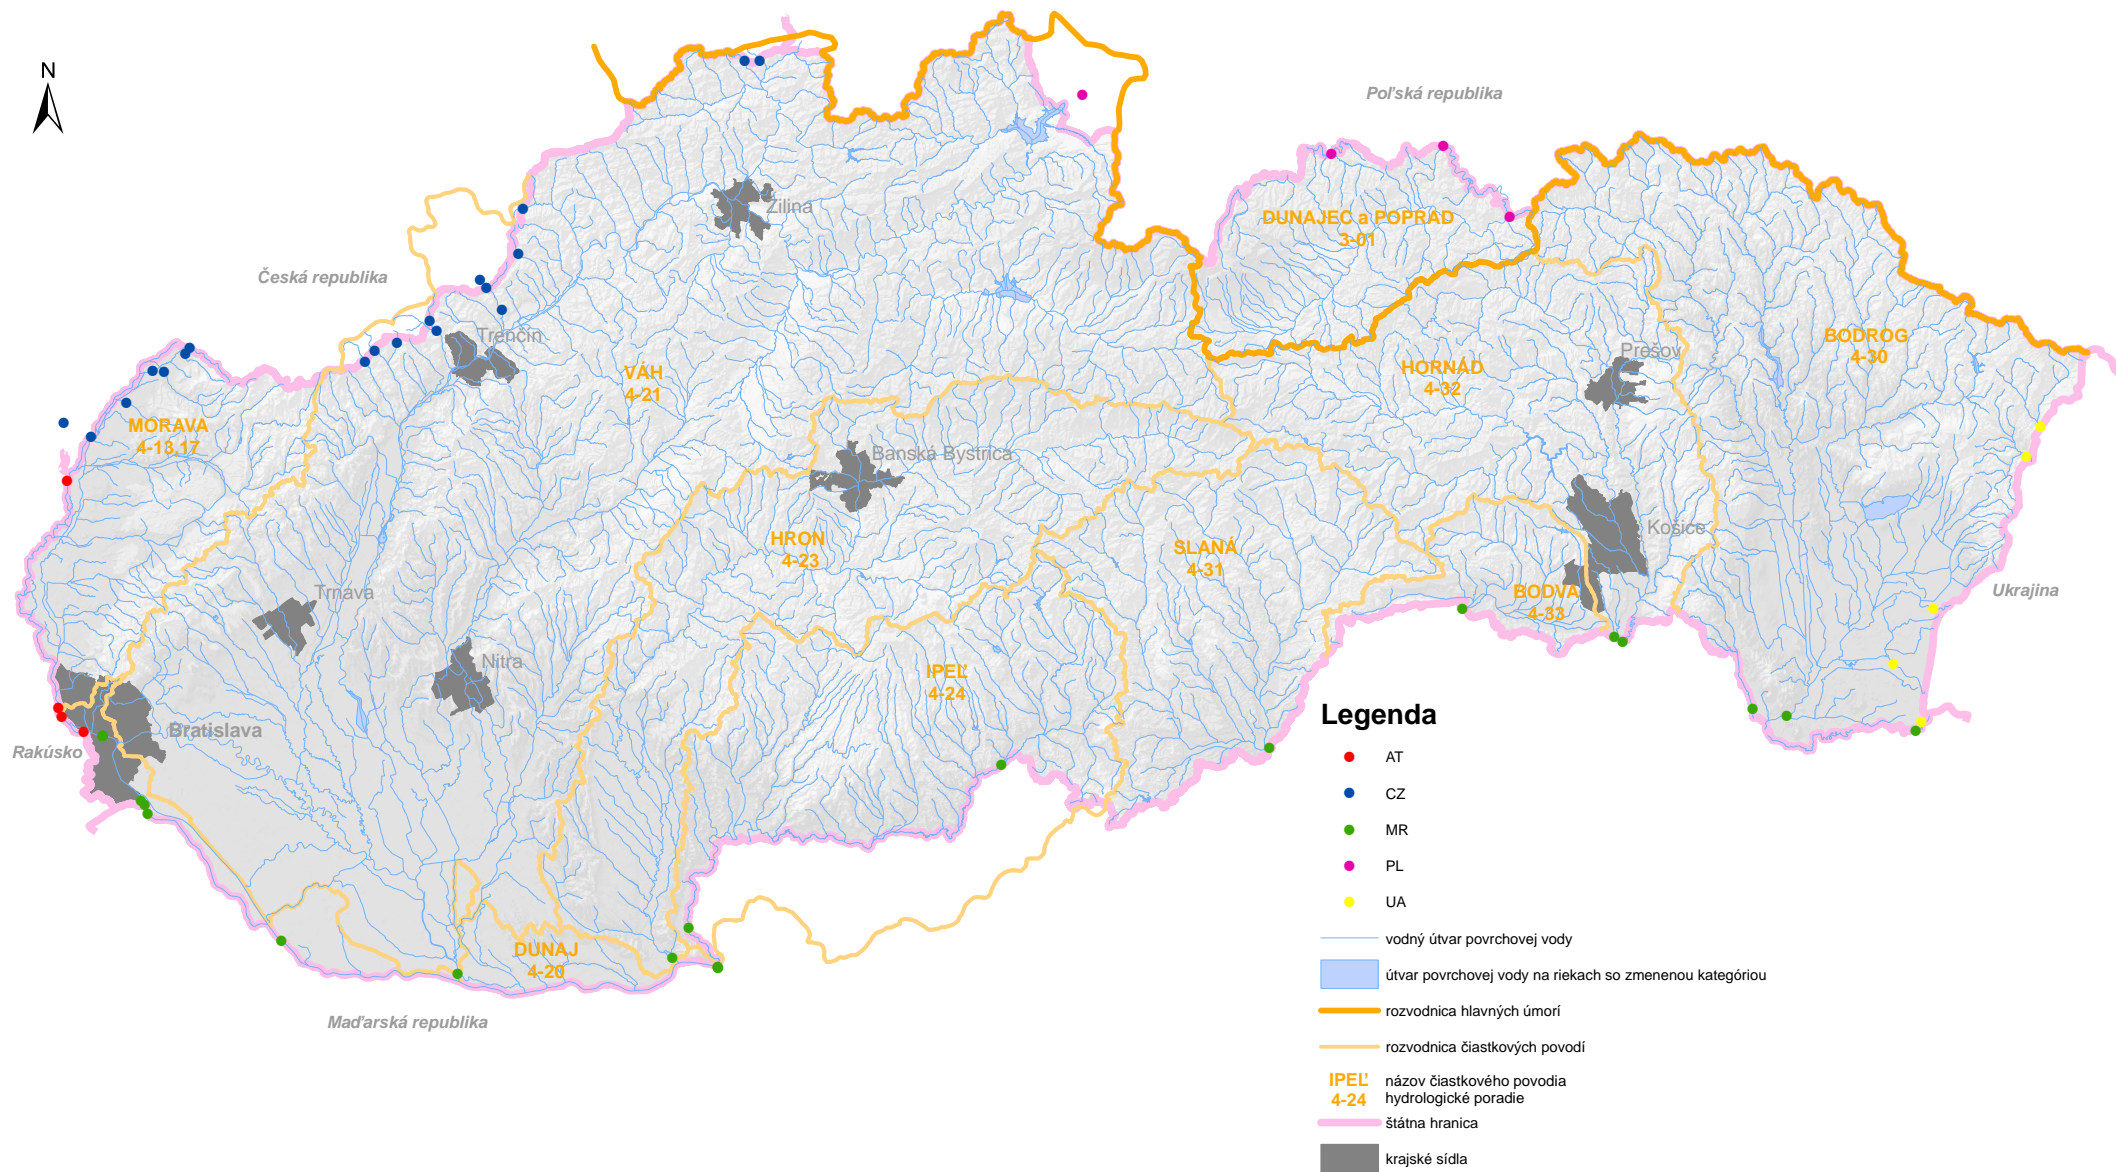 N
Poľská republika
Žilina
DUNAJEC a POPRAD
3-01
Česká republika
Trenčín
VÁH
4-21
HORNÁD
4-32
Prešov
BODROG
4-30
MORAVA
4-13,17
Banská Bystrica
HRON
4-23
SLANÁ
4-31
Košice
BODVA
4-33
Ukrajina
Trnava
Nitra
IPEĽ
4-24
Bratislava
Rakúsko
DUNAJ
4-20
Maďarská republika
Legenda
AT
CZ
MR
PL
UA
vodný útvar povrchovej vody
útvar povrchovej vody na riekach so zmenenou kategóriou
rozvodnica hlavných úmorí
rozvodnica čiastkových povodí
IPEĽ názov čiastkového povodia
4-24 hydrologické poradie
štátna hranica
krajské sídla